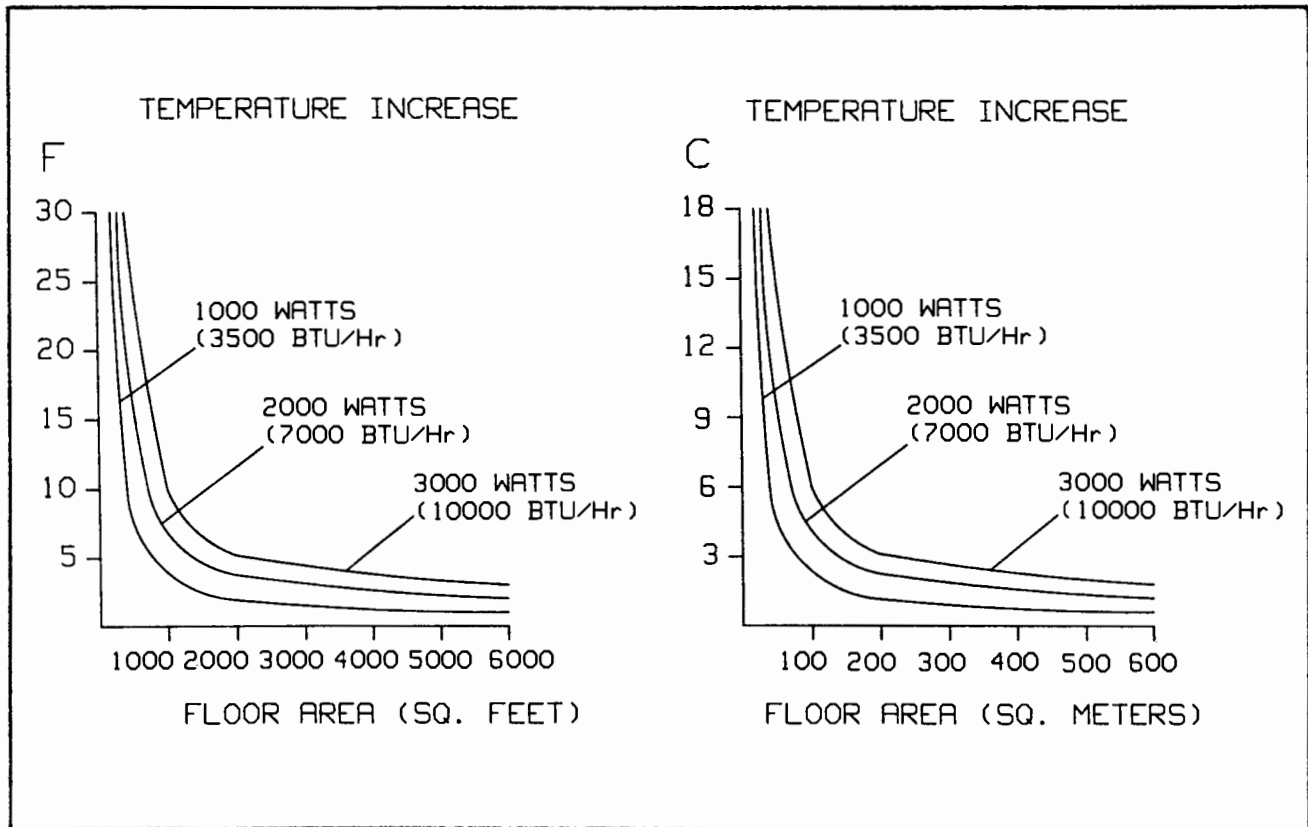 TEMPERATURE INCREASE
F
30
25
20
15
10
5
1000 WATTS
(3500 BTU/Hr)
2000 WATTS
(7000 BTU/Hr)
3000 WATTS
(10000 BTU/Hr)
1000 2000 3000 4000 5000 6000
FLOOR AREA (SQ. FEET)
TEMPERATURE INCREASE
C
18
15
12
9
6
3
1000 WATTS
(3500 BTU/Hr)
2000 WATTS
(7000 BTU/Hr)
3000 WATTS
(10000 BTU/Hr)
100 200 300 400 500 600
FLOOR AREA (SQ. METERS)